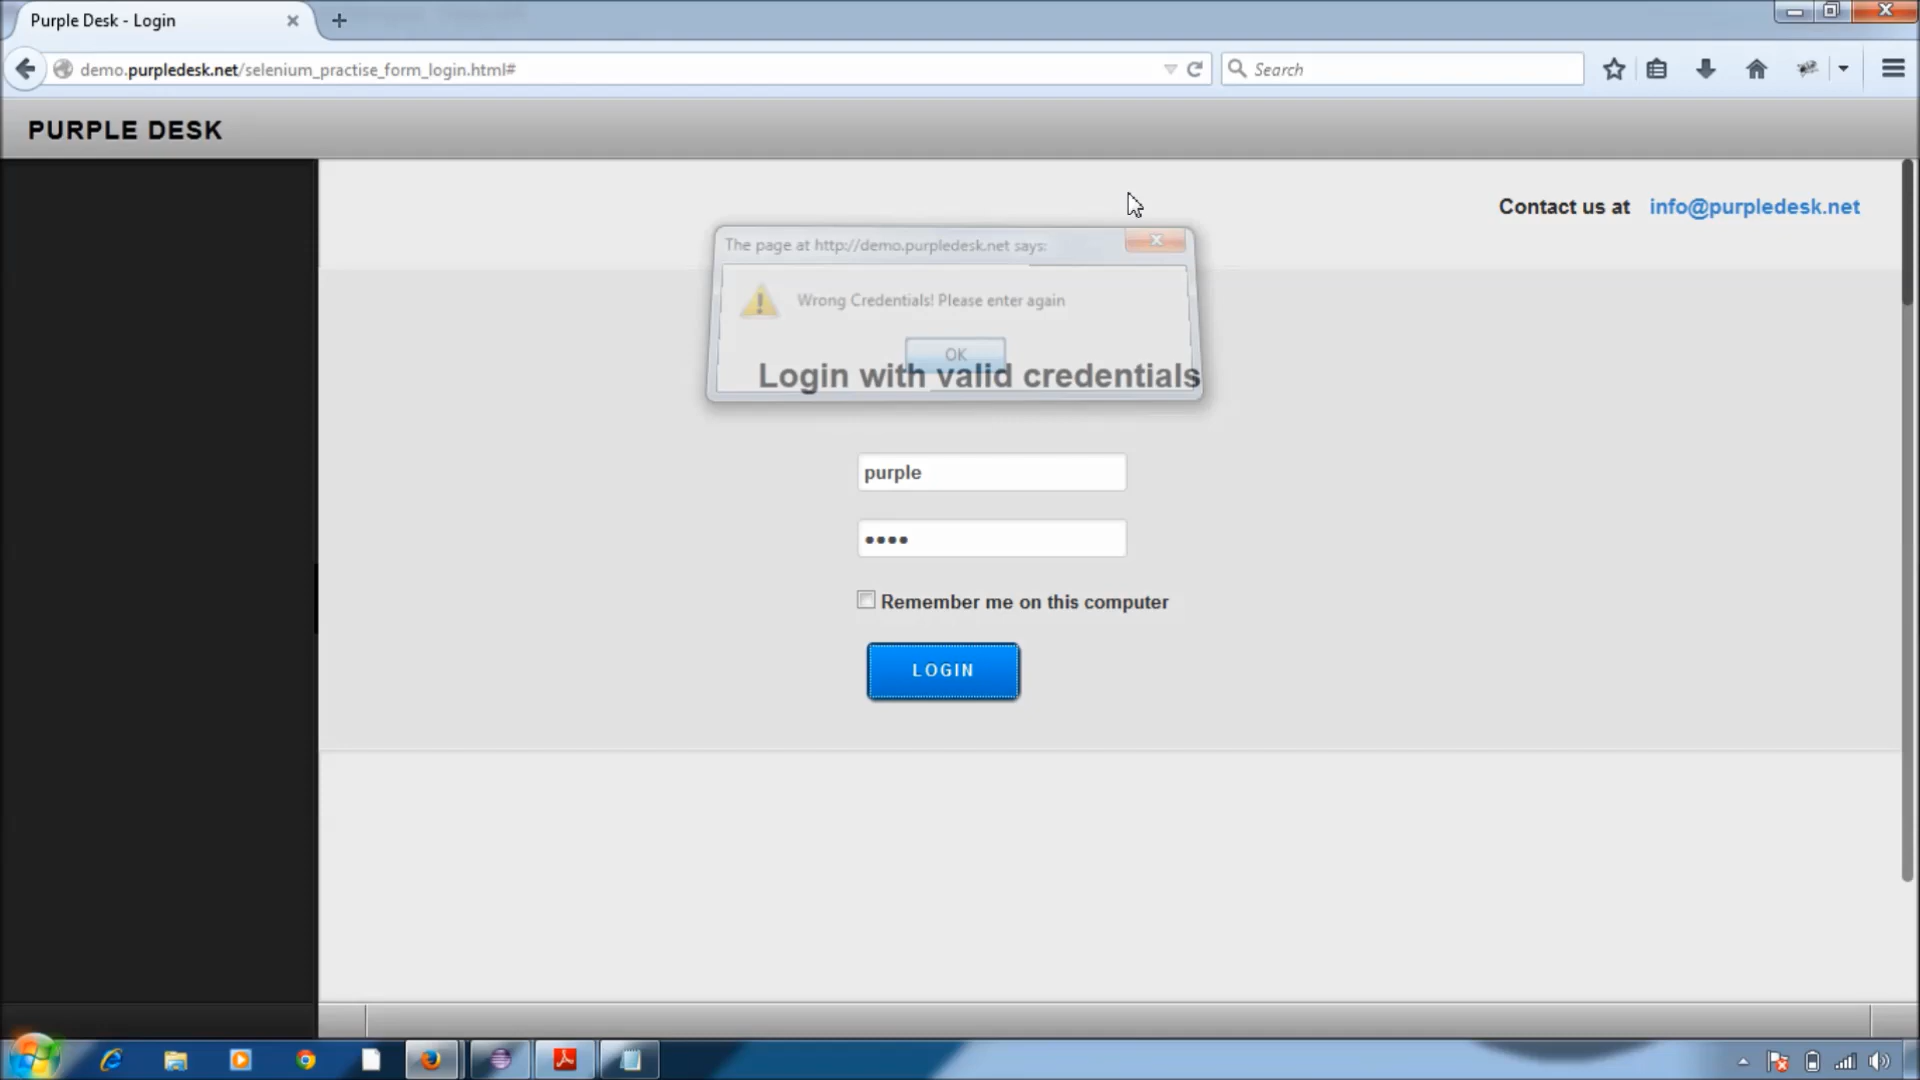 Purple Desk - Login
demo.purpledesk.net/selenium_practise_form_login.html#
Search
PURPLE DESK
Contact us at info@purpledesk.net
The page at http://demo.purpledesk.net says:
Wrong Credentials! Please enter again
OK
Login with valid credentials
purple
••••
Remember me on this computer
LOGIN